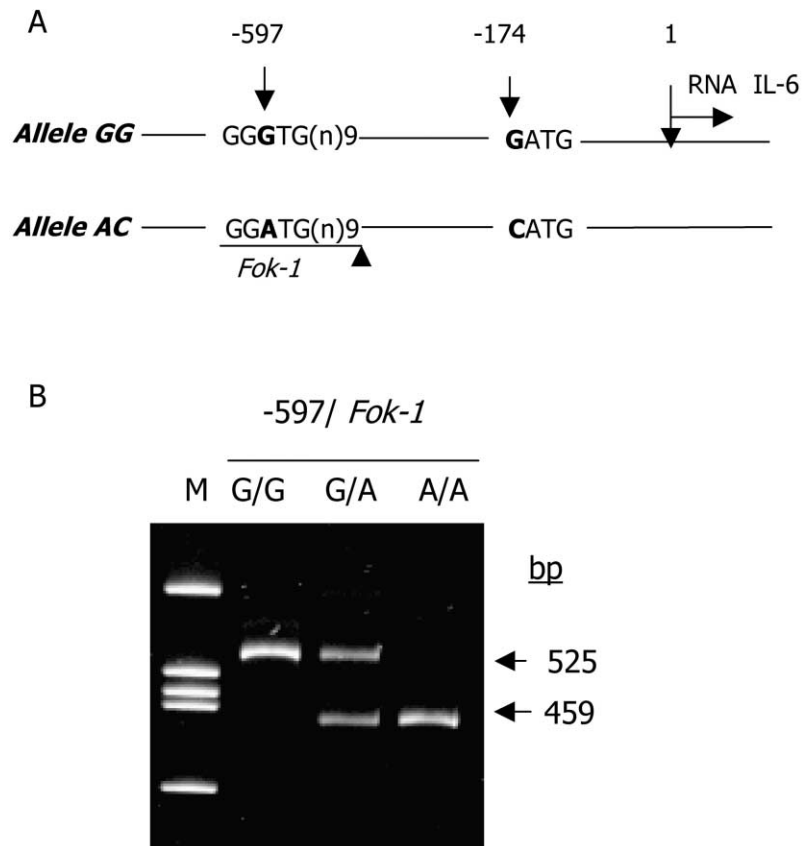 A
-597 -174 1
RNA IL-6
Allele GG GGGTG(n)9 GATG
Allele AC GGATG(n)9 CATG
Fok-1
B
-597/ Fok-1
M G/G G/A A/A
bp
525
459